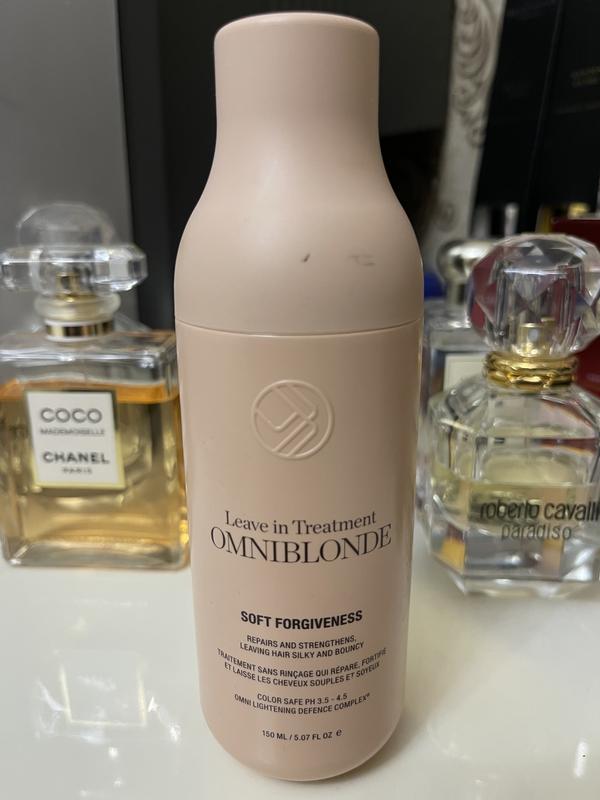 Leave in Treatment
OMNIBLONDE
SOFT FORGIVENESS
REPAIRS AND STRENGTHENS,
LEAVING HAIR SILKY AND BOUNCY
TRAITEMENT SANS RINÇAGE QUI RÉPARE, FORTIFIE
ET LAISSE LES CHEVEUX SOUPLES ET SOYEUX
COLOR SAFE PH 3.5 - 4.5
OMNI LIGHTENING DEFENCE COMPLEX®
150 ML / 5.07 FL OZ ℮
COCO
MADEMOISELLE
CHANEL
PARIS
roberto cavalli
paradiso